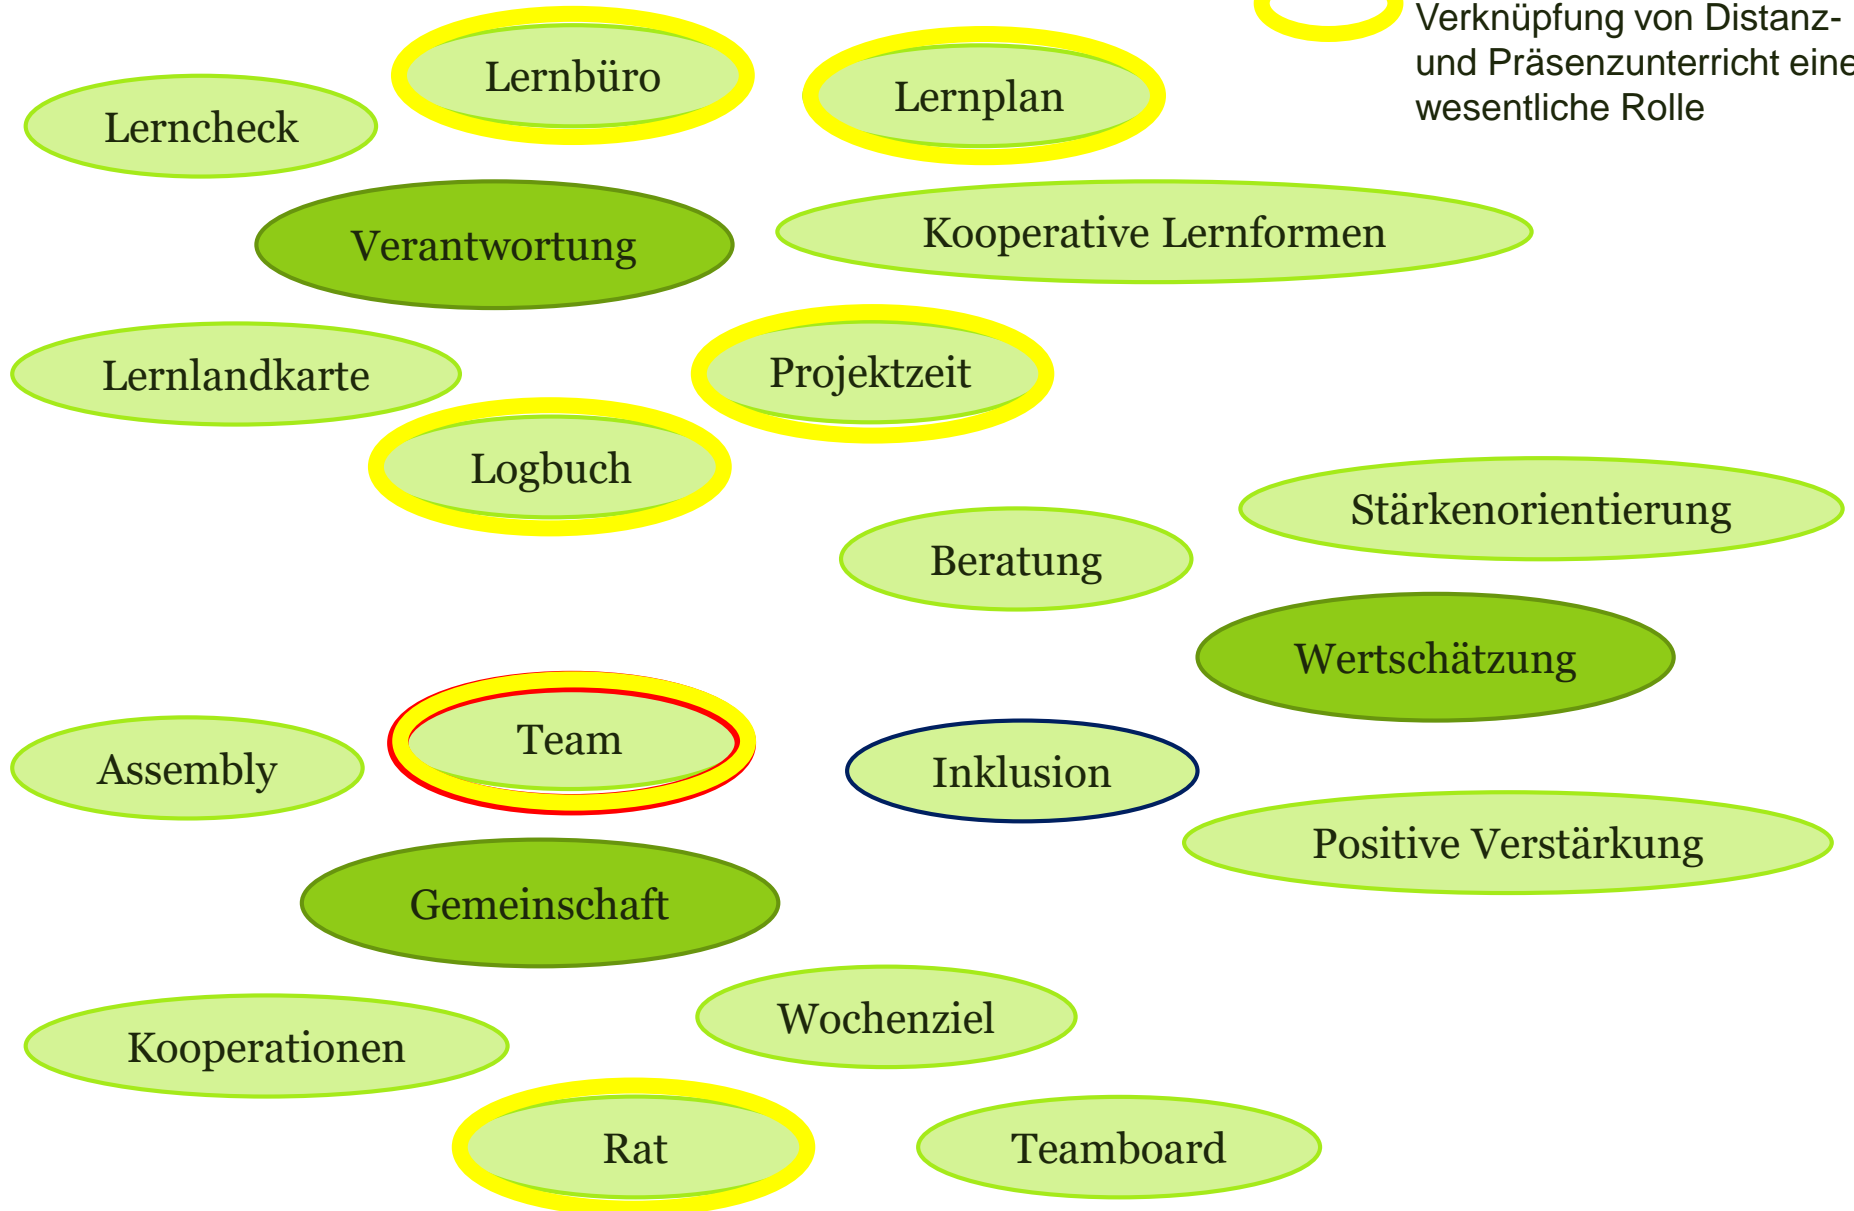 Verknüpfung von Distanz-
und Präsenzunterricht eine
wesentliche Rolle
Lernbüro
Lernplan
Lerncheck
Verantwortung
Kooperative Lernformen
Lernlandkarte
Projektzeit
Logbuch
Stärkenorientierung
Beratung
Wertschätzung
Team
Assembly
Inklusion
Positive Verstärkung
Gemeinschaft
Wochenziel
Kooperationen
Rat
Teamboard